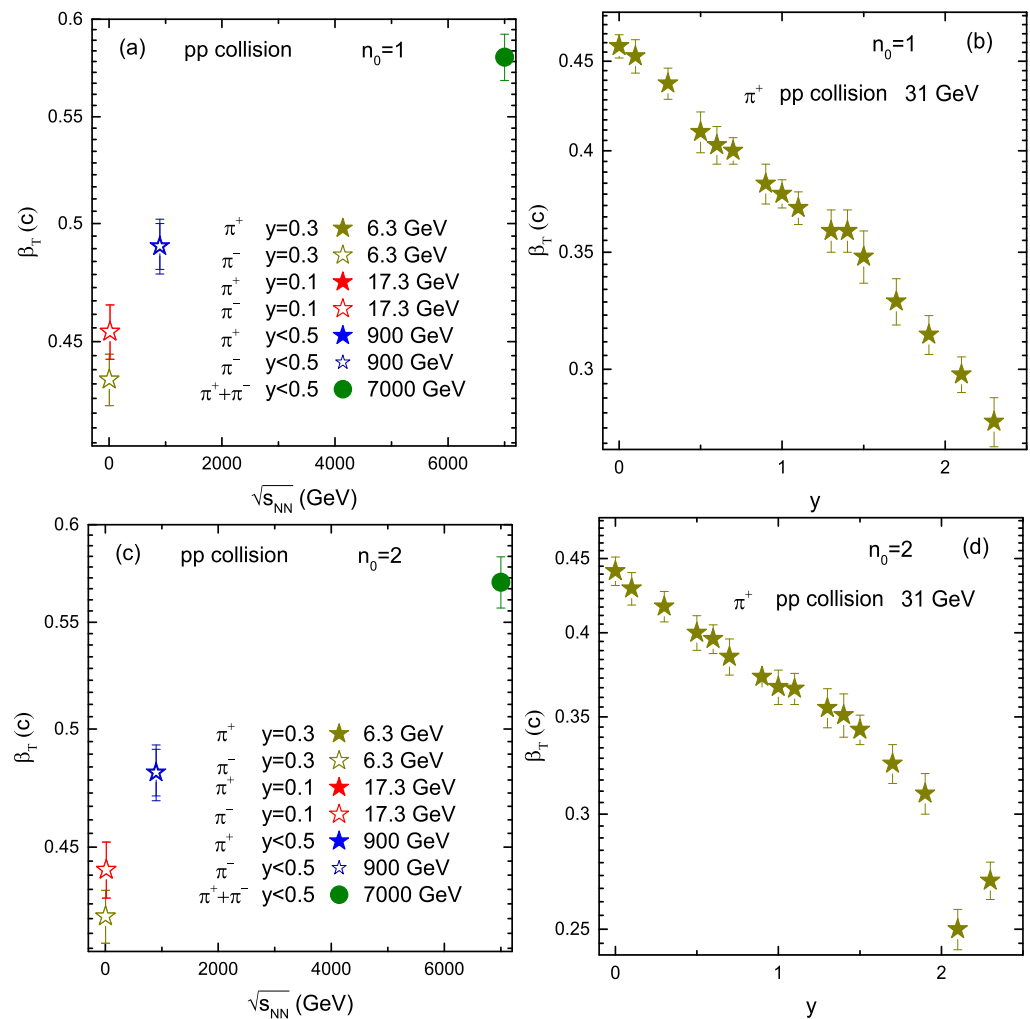 (a) pp collision n₀=1
0.6
0.55
0.5
0.45
β_T (c)
π⁺ y=0.3 6.3 GeV
π⁻ y=0.3 6.3 GeV
π⁺ y=0.1 17.3 GeV
π⁻ y=0.1 17.3 GeV
π⁺ y<0.5 900 GeV
π⁻ y<0.5 900 GeV
π⁺+π⁻ y<0.5 7000 GeV
0 2000 4000 6000
√s_NN (GeV)
n₀=1 (b)
π⁺ pp collision 31 GeV
0.45
0.4
0.35
0.3
β_T (c)
0 1 2
y
(c) pp collision n₀=2
0.6
0.55
0.5
0.45
β_T (c)
π⁺ y=0.3 6.3 GeV
π⁻ y=0.3 6.3 GeV
π⁺ y=0.1 17.3 GeV
π⁻ y=0.1 17.3 GeV
π⁺ y<0.5 900 GeV
π⁻ y<0.5 900 GeV
π⁺+π⁻ y<0.5 7000 GeV
0 2000 4000 6000
√s_NN (GeV)
n₀=2 (d)
π⁺ pp collision 31 GeV
0.45
0.4
0.35
0.3
0.25
β_T (c)
0 1 2
y